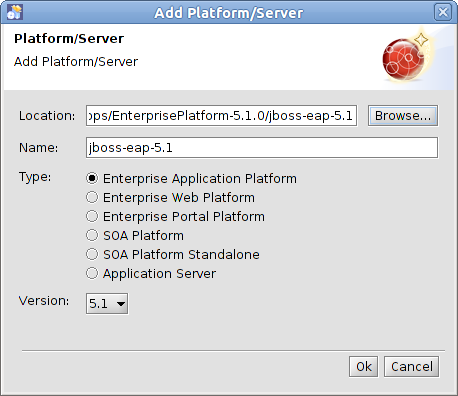 Add Platform/Server
Platform/Server
Add Platform/Server
Location: ops/EnterprisePlatform-5.1.0/jboss-eap-5.1 Browse...
Name: jboss-eap-5.1
Type: Enterprise Application Platform
Enterprise Web Platform
Enterprise Portal Platform
SOA Platform
SOA Platform Standalone
Application Server
Version: 5.1
Ok Cancel